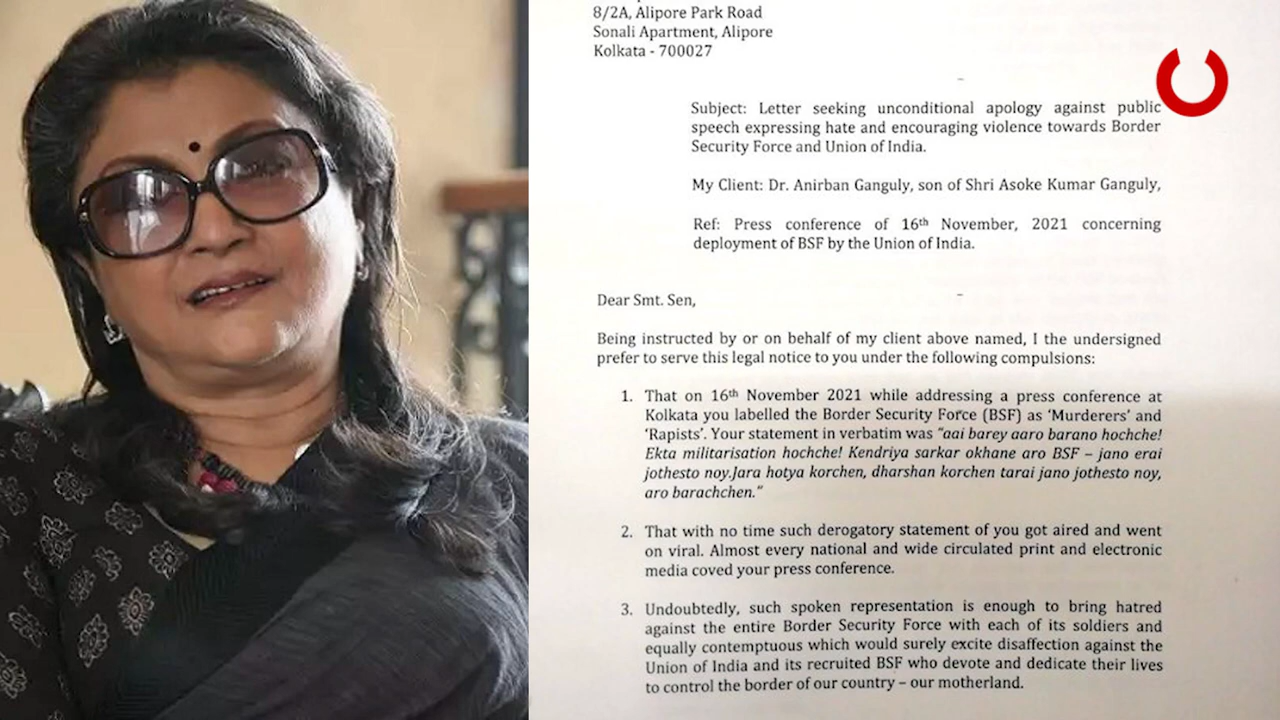 8/2A, Alipore Park Road
Sonali Apartment, Alipore
Kolkata - 700027
Subject: Letter seeking unconditional apology against public
speech expressing hate and encouraging violence towards Border
Security Force and Union of India.
My Client: Dr. Anirban Ganguly, son of Shri Asoke Kumar Ganguly,
Ref: Press conference of 16th November, 2021 concerning
deployment of BSF by the Union of India.
Dear Smt. Sen,
Being instructed by or on behalf of my client above named, I the undersigned
prefer to serve this legal notice to you under the following compulsions:
1. That on 16th November 2021 while addressing a press conference at
Kolkata you labelled the Border Security Force (BSF) as ‘Murderers’ and
‘Rapists’. Your statement in verbatim was “aai barey aaro barano hochche!
Ekta militarisation hochche! Kendriya sarkar okhane aro BSF – jano erai
jothesto noy.Jara hotya korchen, dharshan korchen tarai jano jothesto noy,
aro barachchen.”
2. That with no time such derogatory statement of you got aired and went
on viral. Almost every national and wide circulated print and electronic
media coved your press conference.
3. Undoubtedly, such spoken representation is enough to bring hatred
against the entire Border Security Force with each of its soldiers and
equally contemptuous which would surely excite disaffection against the
Union of India and its recruited BSF who devote and dedicate their lives
to control the border of our country – our motherland.